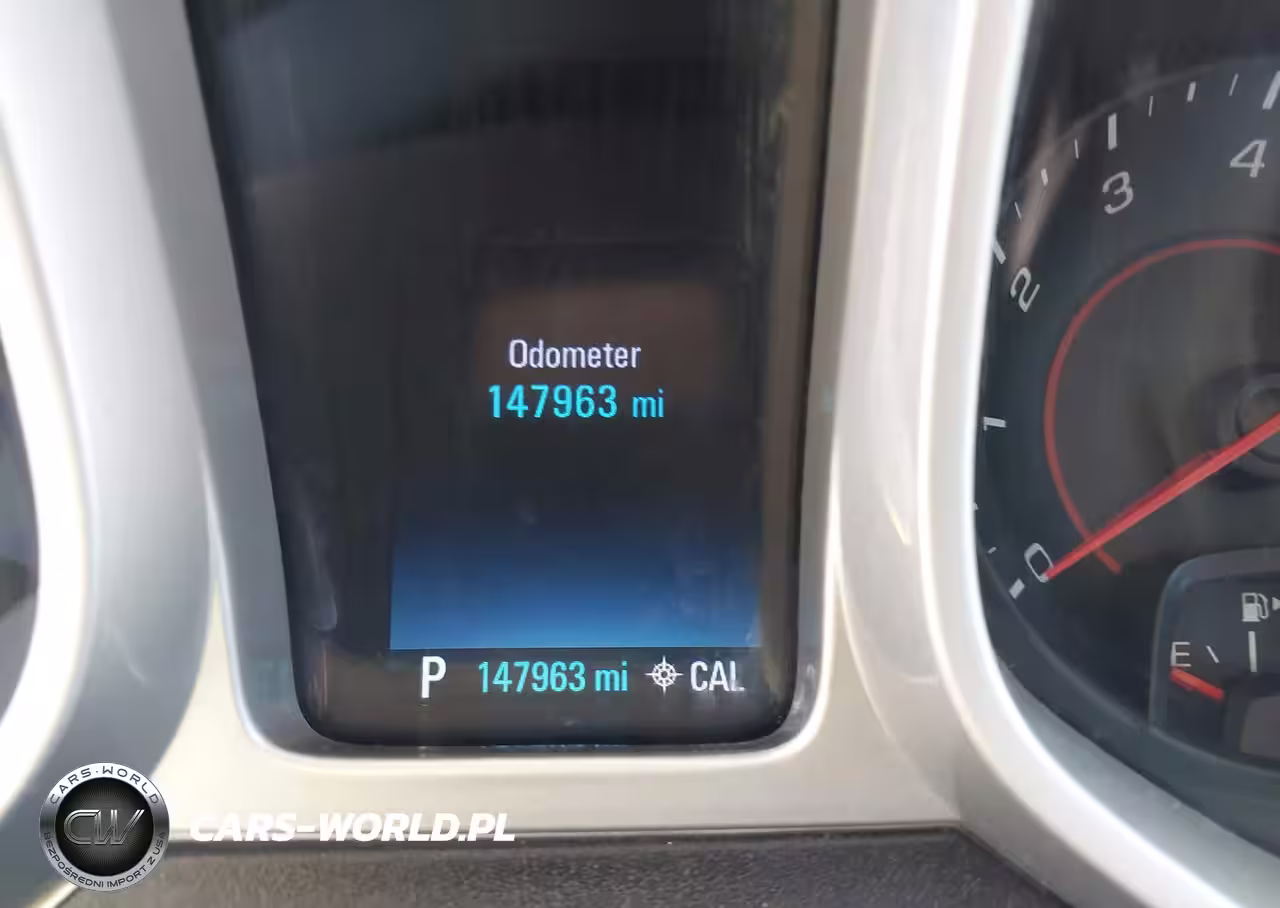 Odometer
147963 mi
P 147963 mi CAL
0
1
2
3
4
E
CARS-WORLD
CW
BEZPOŚREDNI IMPORT Z USA
CARS-WORLD.PL